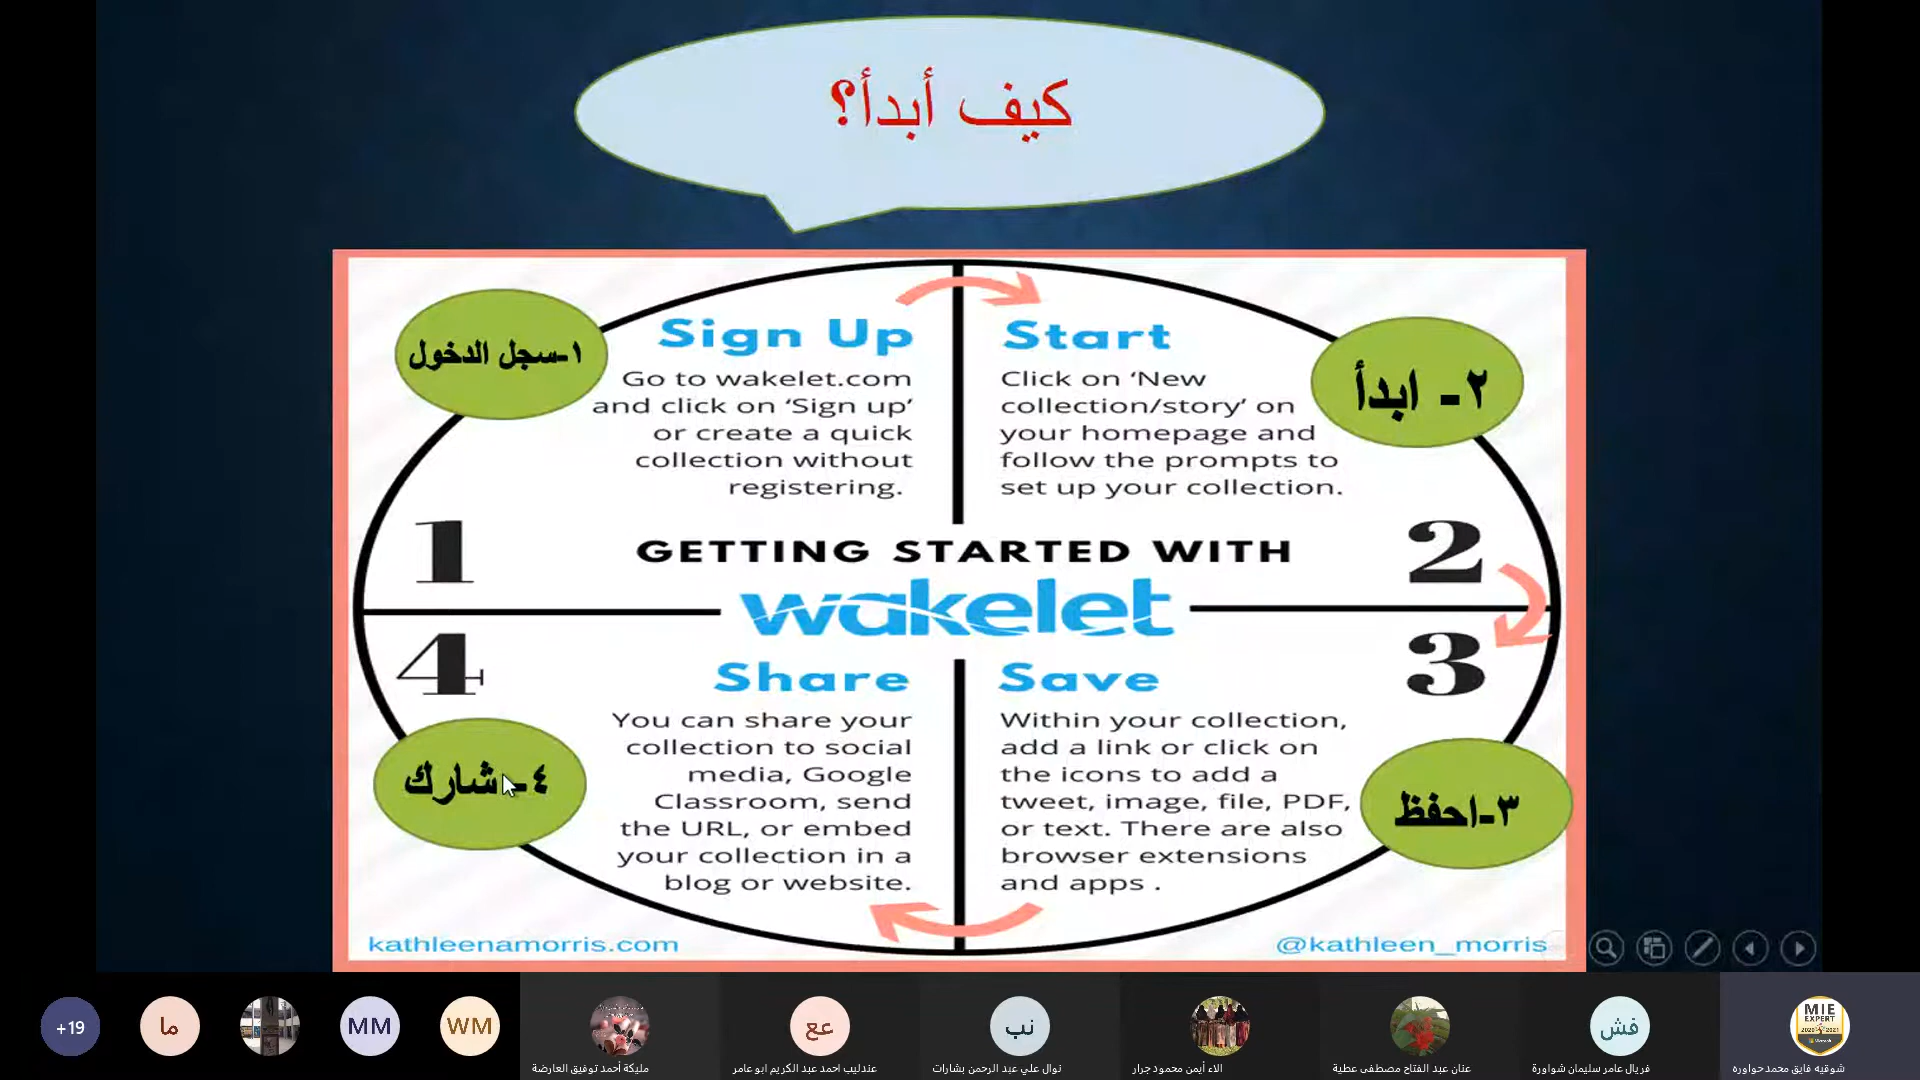 كيف أبدأ؟
١-سجل الدخول
Sign Up
Go to wakelet.com
and click on ‘Sign up’
or create a quick
collection without
registering.
1
Start
Click on ‘New
collection/story’ on
your homepage and
follow the prompts to
set up your collection.
٢- ابدأ
2
GETTING STARTED WITH
wakelet
3
Save
Within your collection,
add a link or click on
the icons to add a
tweet, image, file, PDF,
or text. There are also
browser extensions
and apps .
٣-احفظ
4
Share
You can share your
collection to social
media, Google
Classroom, send
the URL, or embed
your collection in a
blog or website.
٤-شارك
kathleenamorris.com
@kathleen_morris
+19
ما
MM
WM
مليكة أحمد توفيق العارضة
عع
عندليب احمد عبد الكريم ابو عامر
نب
نوال علي عبد الرحمن بشارات
الاء أيمن محمود جرار
عنان عبد الفتاح مصطفى عطية
فش
فريال عامر سليمان شواورة
MIE
EXPERT
2020 2021
Microsoft
شوقيه فايق محمد حواوره